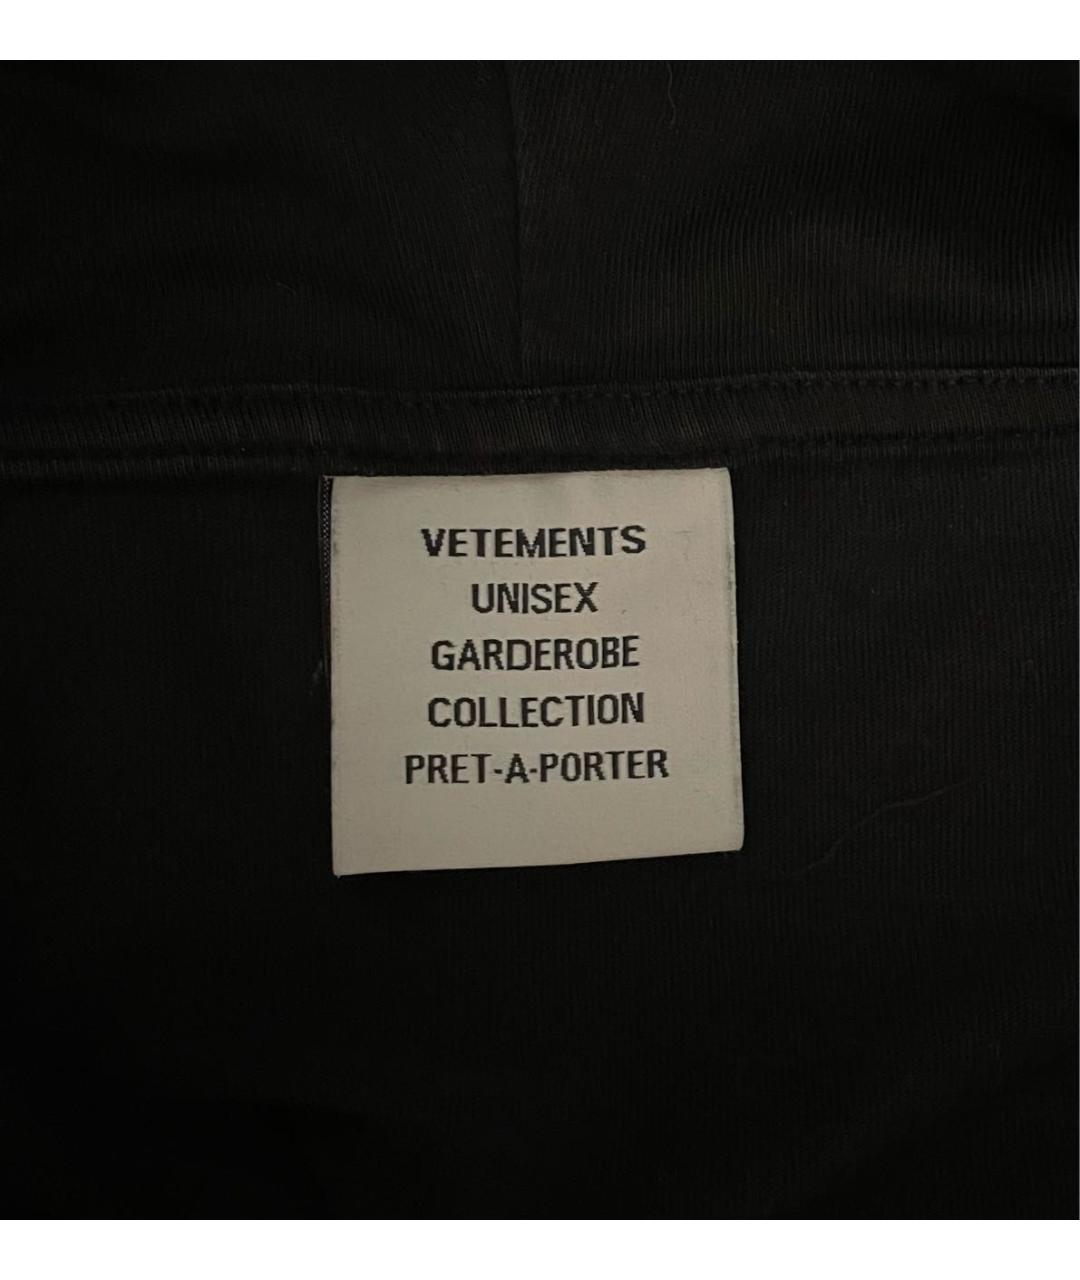 VETEMENTS
UNISEX
GARDEROBE
COLLECTION
PRET-A-PORTER